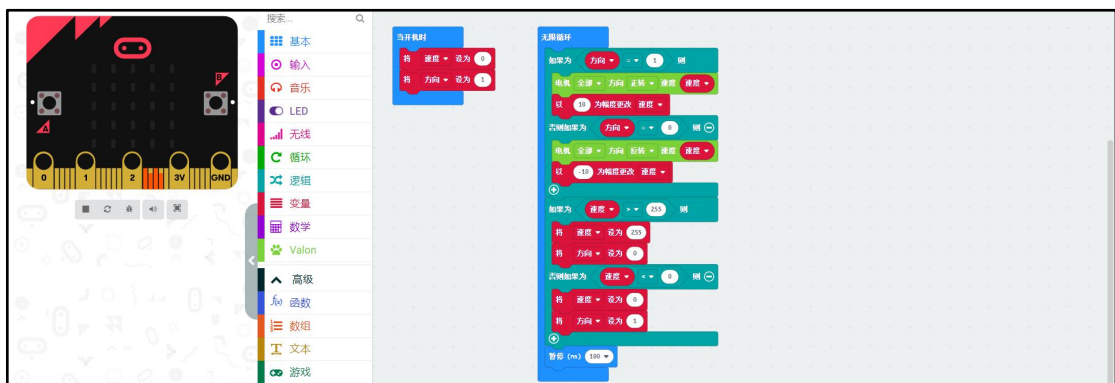 搜索...
基本
输入
音乐
LED
无线
循环
逻辑
变量
数学
Valon
高级
函数
数组
文本
游戏
A
B
0 1 2 3V GND
当开机时
将 速度 设为 0
将 方向 设为 1
无限循环
如果为 方向 = 1 则
电机 全部 方向 正转 速度 速度
以 10 为幅度更改 速度
否则如果为 方向 = 0 则
电机 全部 方向 反转 速度 速度
以 -10 为幅度更改 速度
如果为 速度 > 255 则
将 速度 设为 255
将 方向 设为 0
否则如果为 速度 < 0 则
将 速度 设为 0
将 方向 设为 1
暂停 (ms) 100